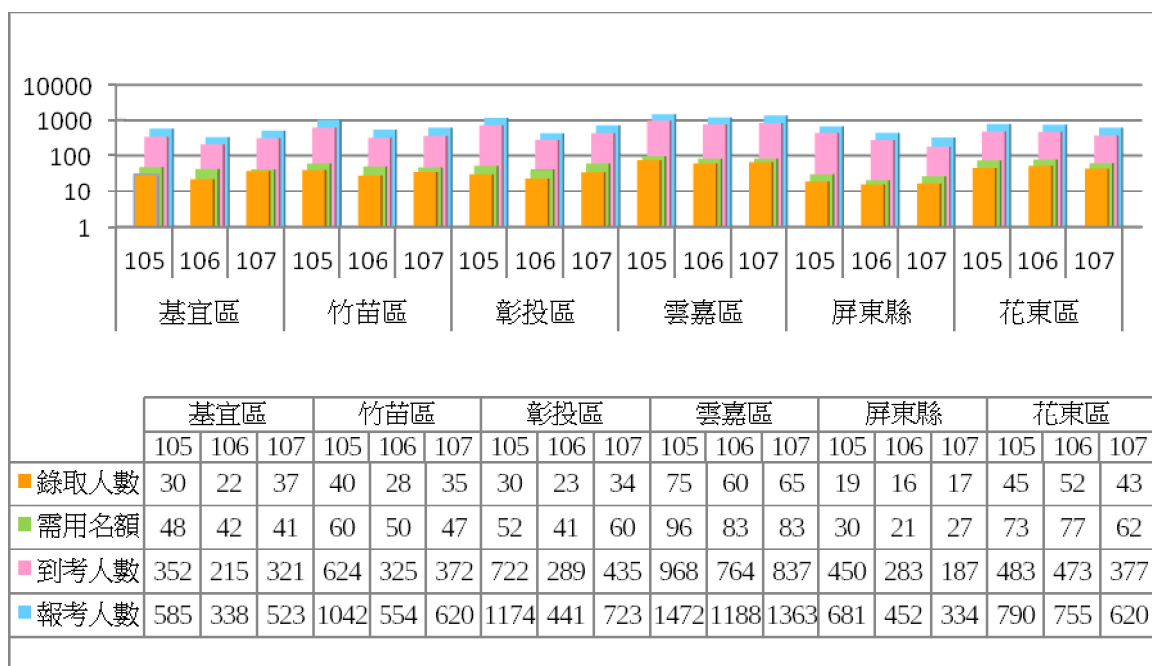 10000
1000
100
10
1
105 106 107 105 106 107 105 106 107 105 106 107 105 106 107 105 106 107
基宜區 竹苗區 彰投區 雲嘉區 屏東縣 花東區
基宜區 竹苗區 彰投區 雲嘉區 屏東縣 花東區
105 106 107 105 106 107 105 106 107 105 106 107 105 106 107 105 106 107
錄取人數 30 22 37 40 28 35 30 23 34 75 60 65 19 16 17 45 52 43
需用名額 48 42 41 60 50 47 52 41 60 96 83 83 30 21 27 73 77 62
到考人數 352 215 321 624 325 372 722 289 435 968 764 837 450 283 187 483 473 377
報考人數 585 338 523 1042 554 620 1174 441 723 1472 1188 1363 681 452 334 790 755 620